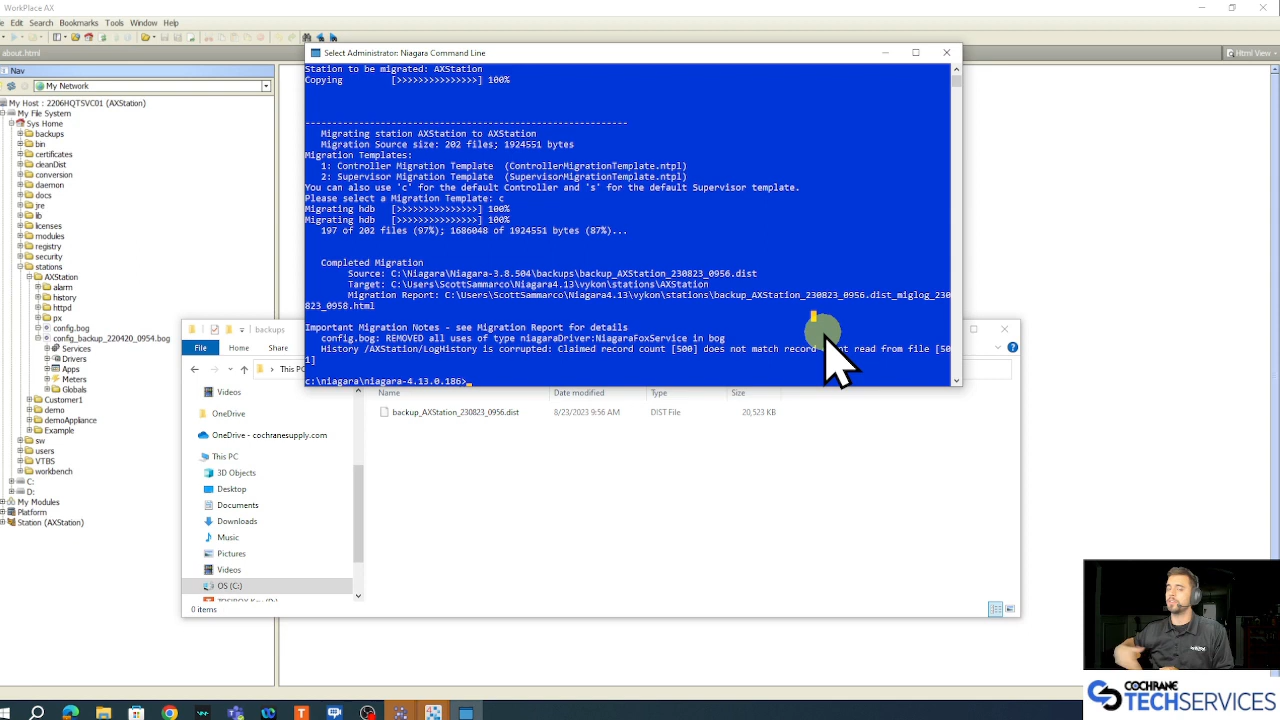 WorkPlace AX
Edit Search Bookmarks Tools Window Help
about.html
Html View
Nav
My Network
My Host : 2206HQTSVC01 (AXStation)
My File System
Sys Home
backups
bin
certificates
cleanDist
conversion
daemon
docs
jre
lib
licenses
modules
registry
security
stations
AXStation
alarm
history
httpd
px
config.bog
config_backup_220420_0954.bog
Services
Drivers
Apps
Meters
Globals
Customer1
demo
demoAppliance
Example
sw
users
VTBS
workbench
C:
D:
My Modules
Platform
Station (AXStation)
Select Administrator: Niagara Command Line
Station to be migrated: AXStation
Copying [>>>>>>>>>>>>>>>] 100%
----------------------------------------------------------
Migrating station AXStation to AXStation
Migration Source size: 202 files; 1924551 bytes
Migration Templates:
1: Controller Migration Template (ControllerMigrationTemplate.ntpl)
2: Supervisor Migration Template (SupervisorMigrationTemplate.ntpl)
You can also use 'c' for the default Controller and 's' for the default Supervisor template.
Please select a Migration Template: c
Migrating hdb [>>>>>>>>>>>>>>>] 100%
Migrating hdb [>>>>>>>>>>>>>>>] 100%
197 of 202 files (97%); 1686048 of 1924551 bytes (87%)...
Completed Migration
Source: C:\Niagara\Niagara-3.8.504\backups\backup_AXStation_230823_0956.dist
Target: C:\Users\ScottSammarco\Niagara4.13\vykon\stations\AXStation
Migration Report: C:\Users\ScottSammarco\Niagara4.13\vykon\stations\backup_AXStation_230823_0956.dist_miglog_230
823_0958.html
Important Migration Notes - see Migration Report for details
config.bog: REMOVED all uses of type niagaraDriver:NiagaraFoxService in bog
History /AXStation/LogHistory is corrupted: Claimed record count [500] does not match record nt read from file [50
1]
c:\niagara\niagara-4.13.0.186>
backups
File Home
This PC
Videos
OneDrive
OneDrive - cochranesupply.com
This PC
3D Objects
Desktop
Documents
Downloads
Music
Pictures
Videos
OS (C:)
Name Date modified Type Size
backup_AXStation_230823_0956.dist 8/23/2023 9:56 AM DIST File 20,523 KB
0 items
COCHRANE
TECHSERVICES